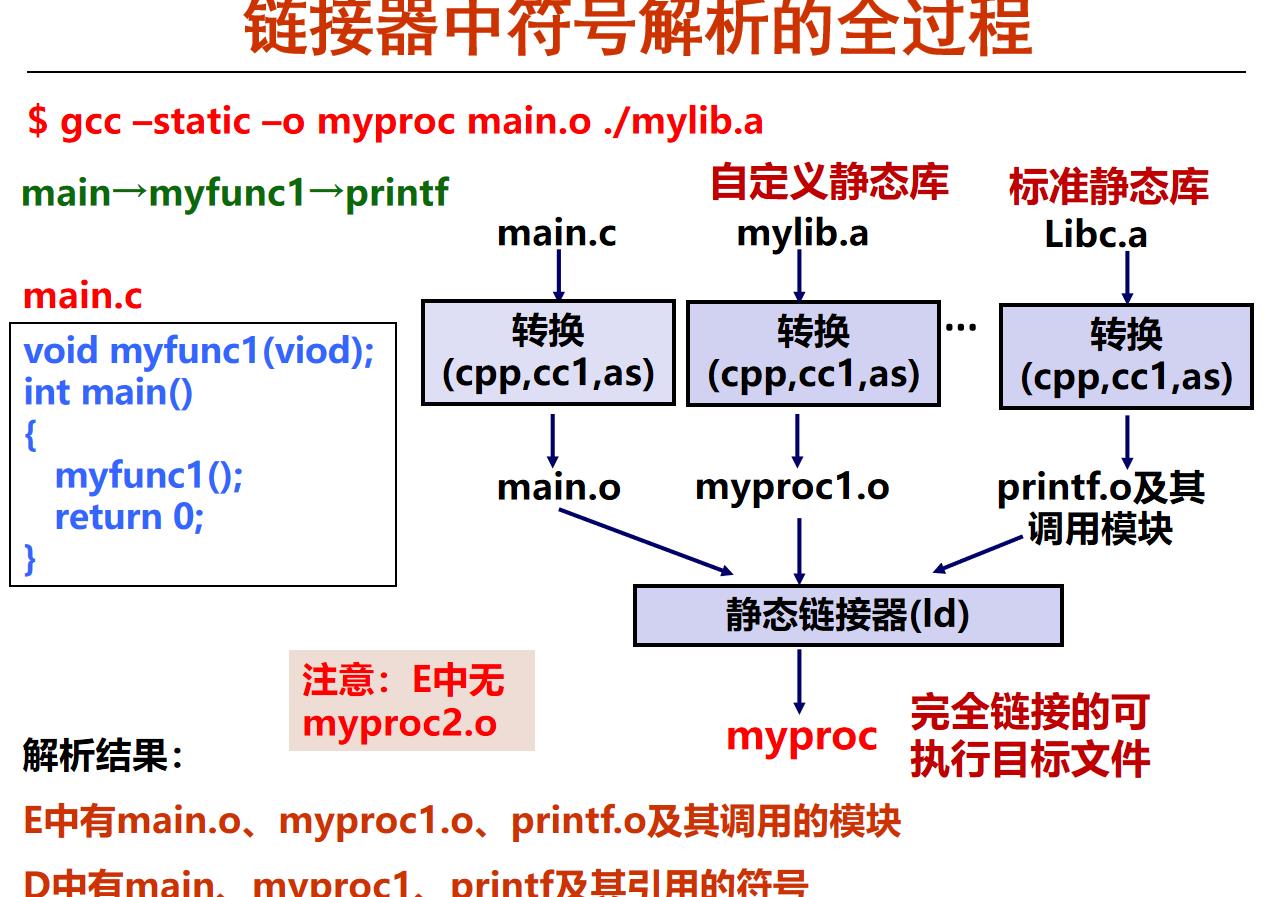 链接器中符号解析的全过程
$ gcc –static –o myproc main.o ./mylib.a
main→myfunc1→printf
自定义静态库
标准静态库
main.c
mylib.a
Libc.a
main.c
void myfunc1(viod);
int main()
{
myfunc1();
return 0;
}
转换
(cpp,cc1,as)
转换
(cpp,cc1,as)
...
转换
(cpp,cc1,as)
main.o
myproc1.o
printf.o及其
调用模块
静态链接器(ld)
注意：E中无
myproc2.o
myproc
完全链接的可
执行目标文件
解析结果：
E中有main.o、myproc1.o、printf.o及其调用的模块
D中有main、myproc1、printf及其引用的符号